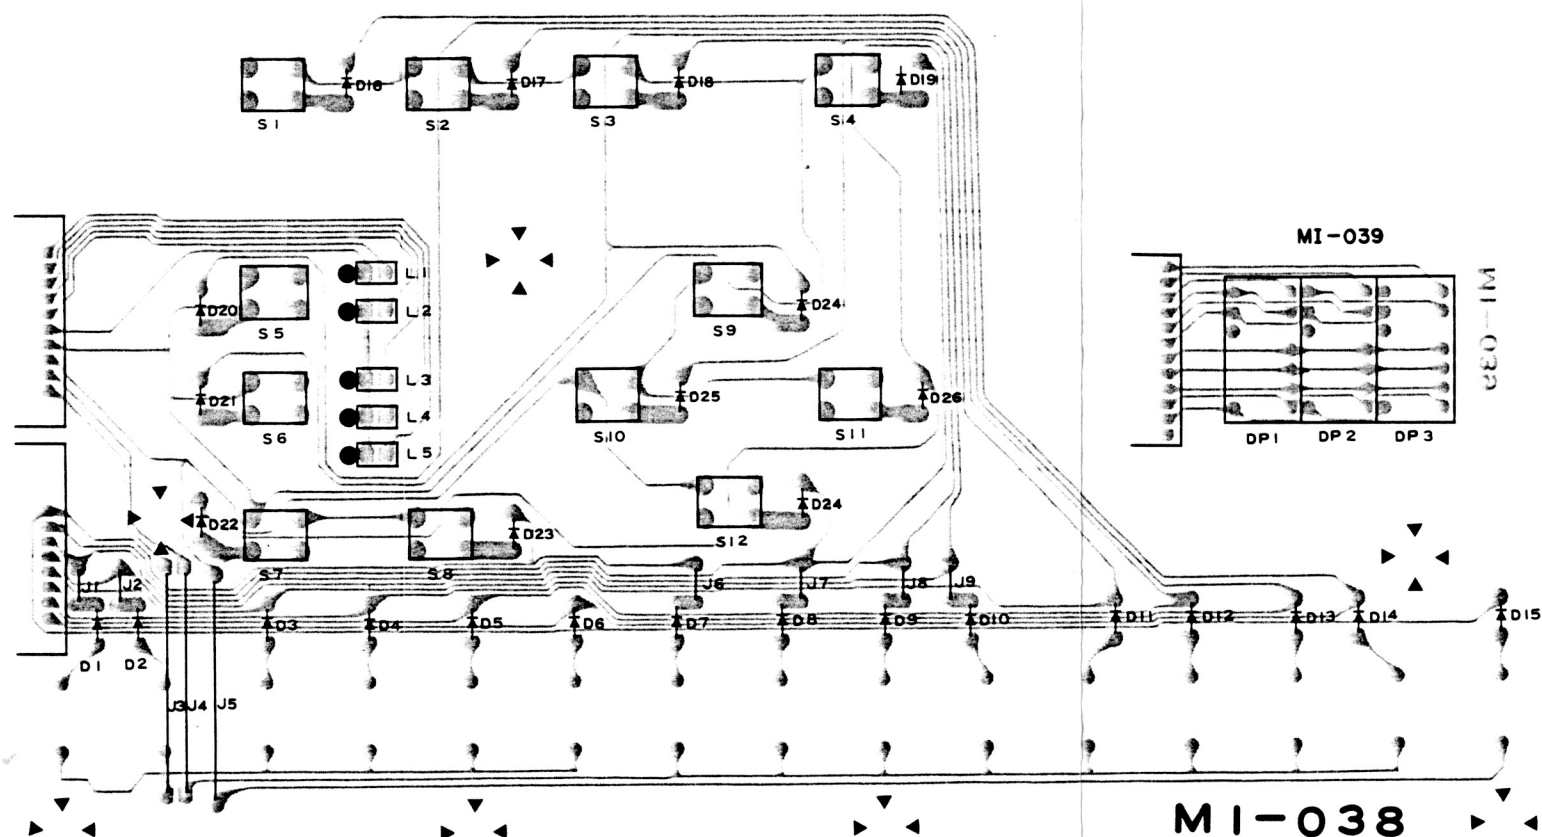 D16 D17 D18 D19
S1 S2 S3 S4
MI-039
MI-039
L1
D20 L2 D24
S5 S9
L3
D21 L4 D25 D26
S6 L5 S10 S11
DP1 DP2 DP3
D22 D23 D24
S12
S7 S8
J1 J2 J6 J7 J8 J9
D3 D4 D5 D6 D7 D8 D9 D10 D11 D12 D13 D14 D15
D1 D2
J3 J4 J5
MI-038